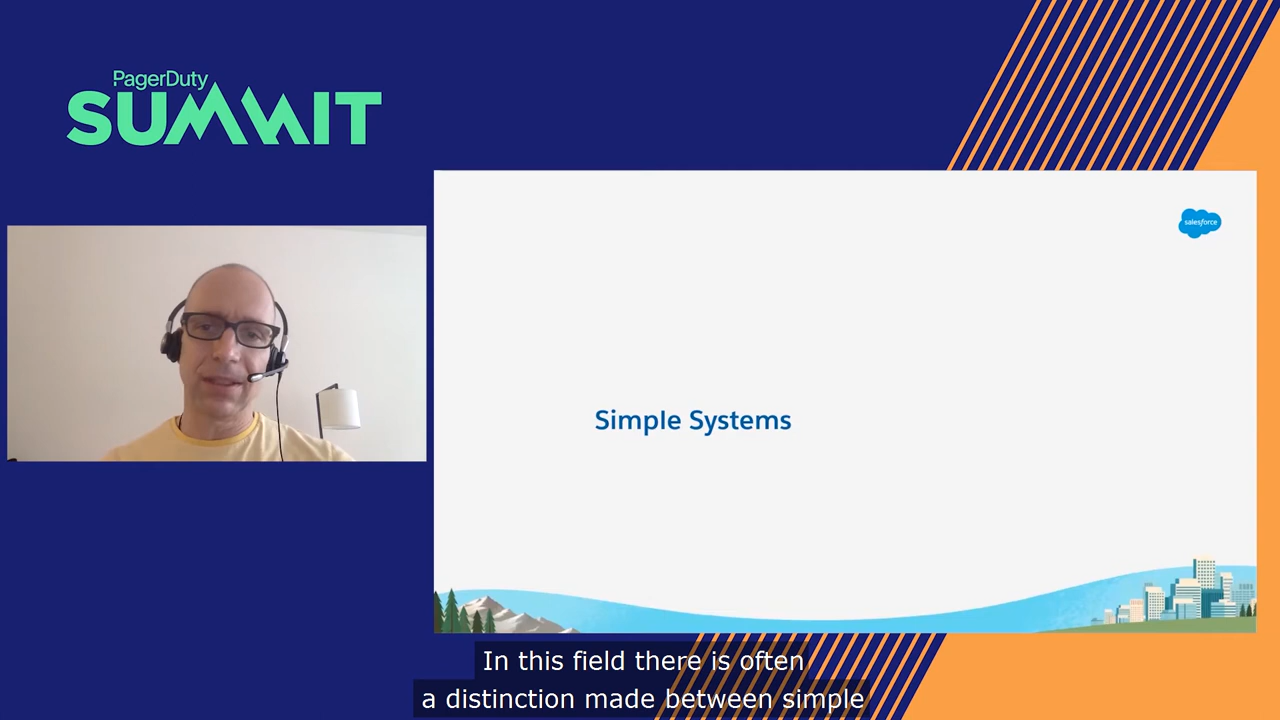 PagerDuty
SUMMIT
salesforce
Simple Systems
In this field there is often
a distinction made between simple